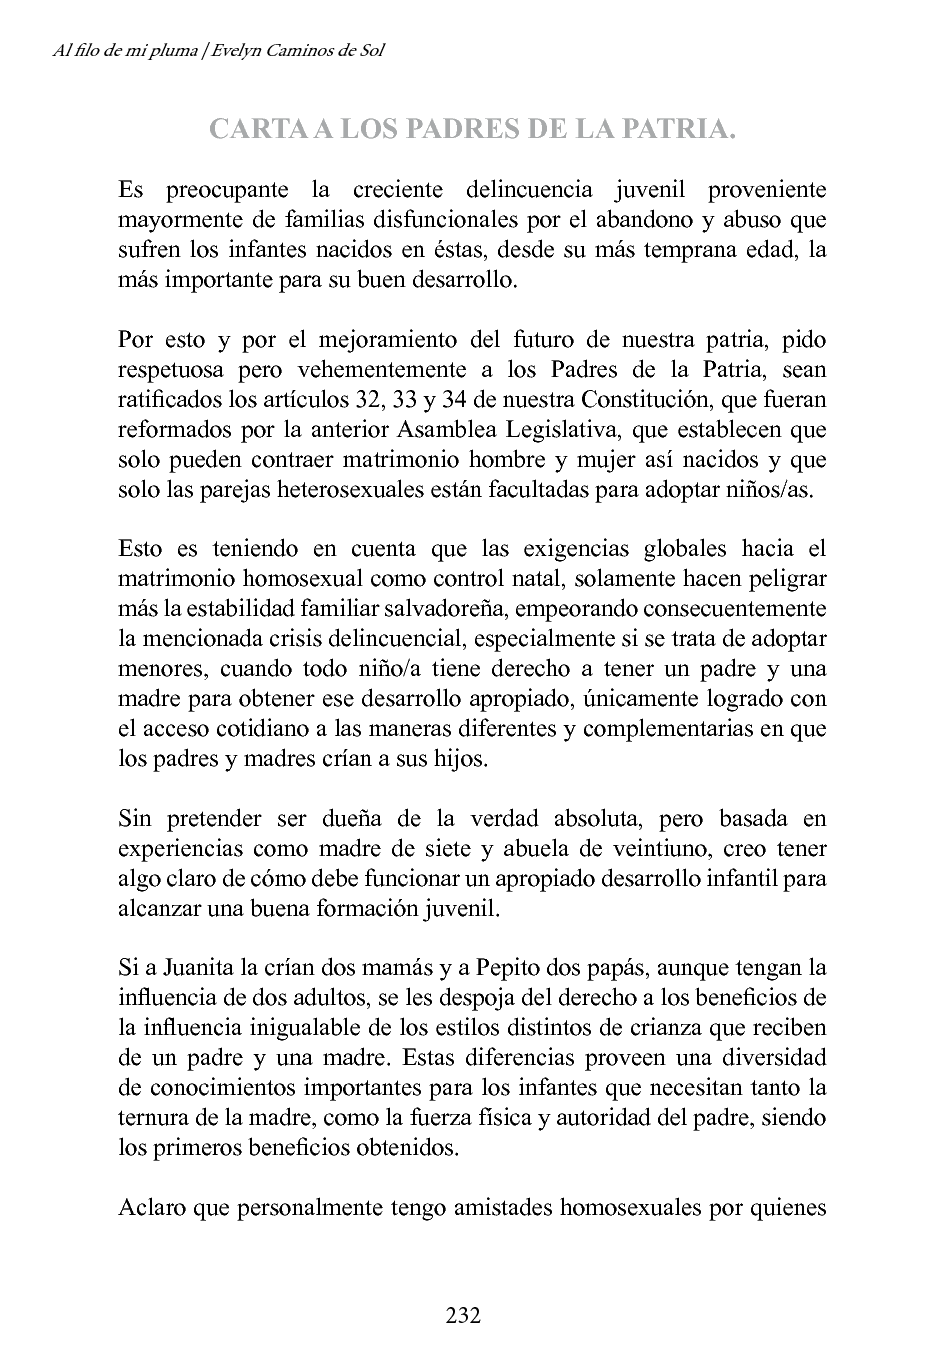 Al filo de mi pluma / Evelyn Caminos de Sol
CARTA A LOS PADRES DE LA PATRIA.
Es preocupante la creciente delincuencia juvenil proveniente
mayormente de familias disfuncionales por el abandono y abuso que
sufren los infantes nacidos en éstas, desde su más temprana edad, la
más importante para su buen desarrollo.
Por esto y por el mejoramiento del futuro de nuestra patria, pido
respetuosa pero vehementemente a los Padres de la Patria, sean
ratificados los artículos 32, 33 y 34 de nuestra Constitución, que fueran
reformados por la anterior Asamblea Legislativa, que establecen que
solo pueden contraer matrimonio hombre y mujer así nacidos y que
solo las parejas heterosexuales están facultadas para adoptar niños/as.
Esto es teniendo en cuenta que las exigencias globales hacia el
matrimonio homosexual como control natal, solamente hacen peligrar
más la estabilidad familiar salvadoreña, empeorando consecuentemente
la mencionada crisis delincuencial, especialmente si se trata de adoptar
menores, cuando todo niño/a tiene derecho a tener un padre y una
madre para obtener ese desarrollo apropiado, únicamente logrado con
el acceso cotidiano a las maneras diferentes y complementarias en que
los padres y madres crían a sus hijos.
Sin pretender ser dueña de la verdad absoluta, pero basada en
experiencias como madre de siete y abuela de veintiuno, creo tener
algo claro de cómo debe funcionar un apropiado desarrollo infantil para
alcanzar una buena formación juvenil.
Si a Juanita la crían dos mamás y a Pepito dos papás, aunque tengan la
influencia de dos adultos, se les despoja del derecho a los beneficios de
la influencia inigualable de los estilos distintos de crianza que reciben
de un padre y una madre. Estas diferencias proveen una diversidad
de conocimientos importantes para los infantes que necesitan tanto la
ternura de la madre, como la fuerza física y autoridad del padre, siendo
los primeros beneficios obtenidos.
Aclaro que personalmente tengo amistades homosexuales por quienes
232